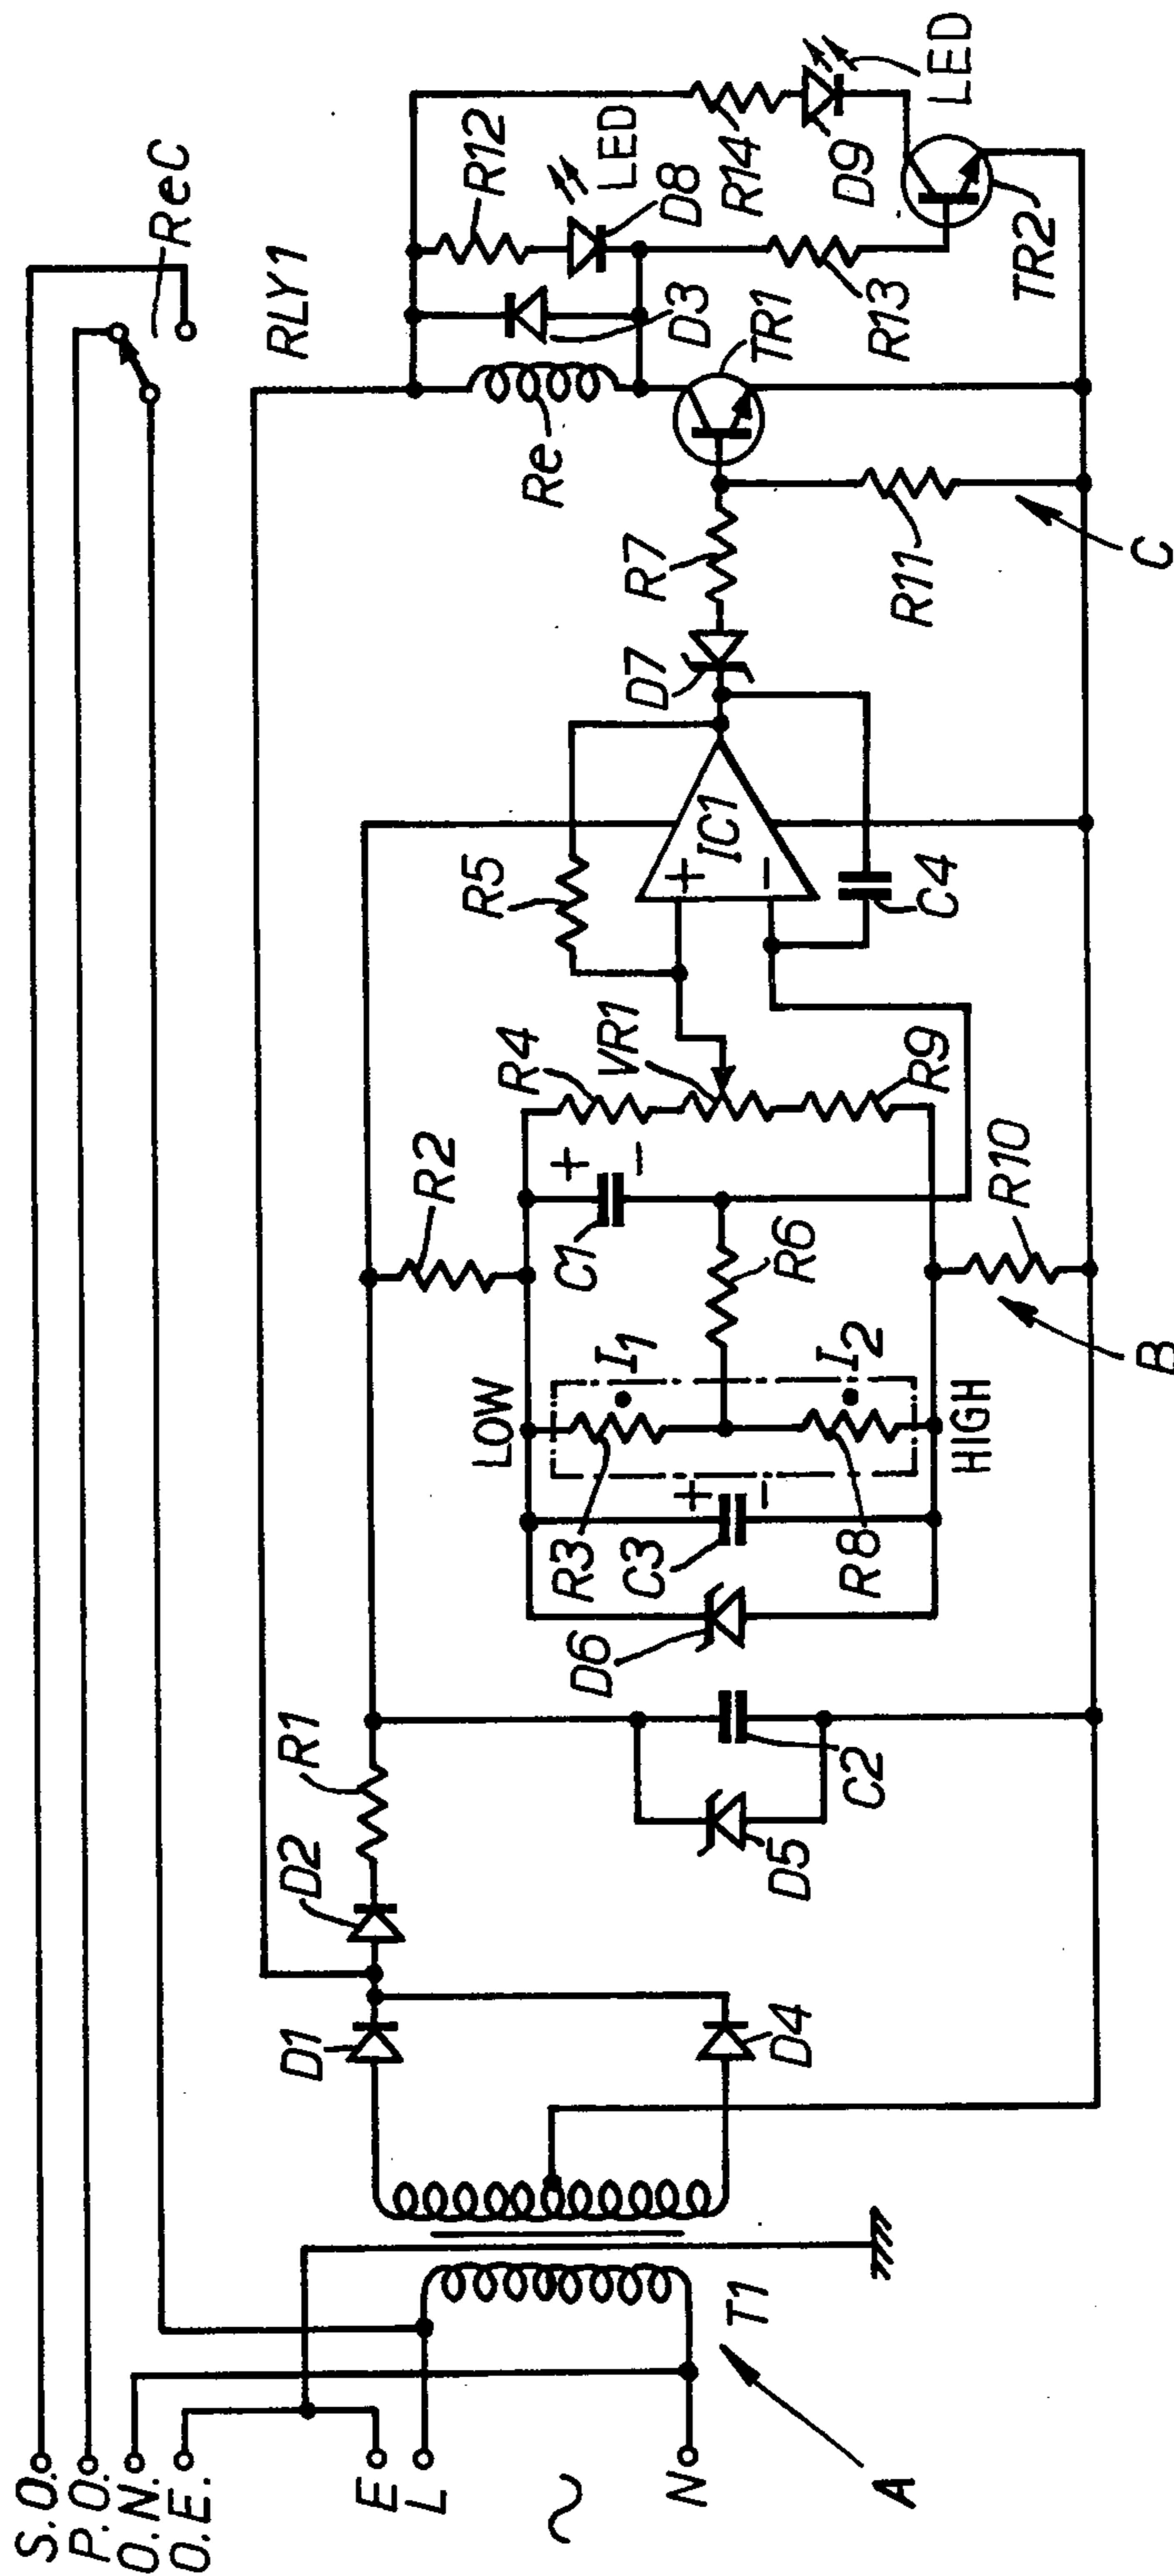 S.O.
P.O.
O.N.
O.E.
E
L
N
A
T1
D1
D4
D2
R1
D5
C2
D6
C3
+
−
R3
R8
LOW
HIGH
I1
I2
R6
R2
C1
+
−
R10
B
R4
VR1
R9
R5
+
−
IC1
C4
D7
R7
R11
C
Re
RLY1
TR1
D3
D8
LED
R12
R13
R14
D9
LED
TR2
ReC